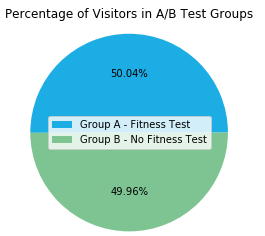 Percentage of Visitors in A/B Test Groups
50.04%
Group A - Fitness Test
Group B - No Fitness Test
49.96%